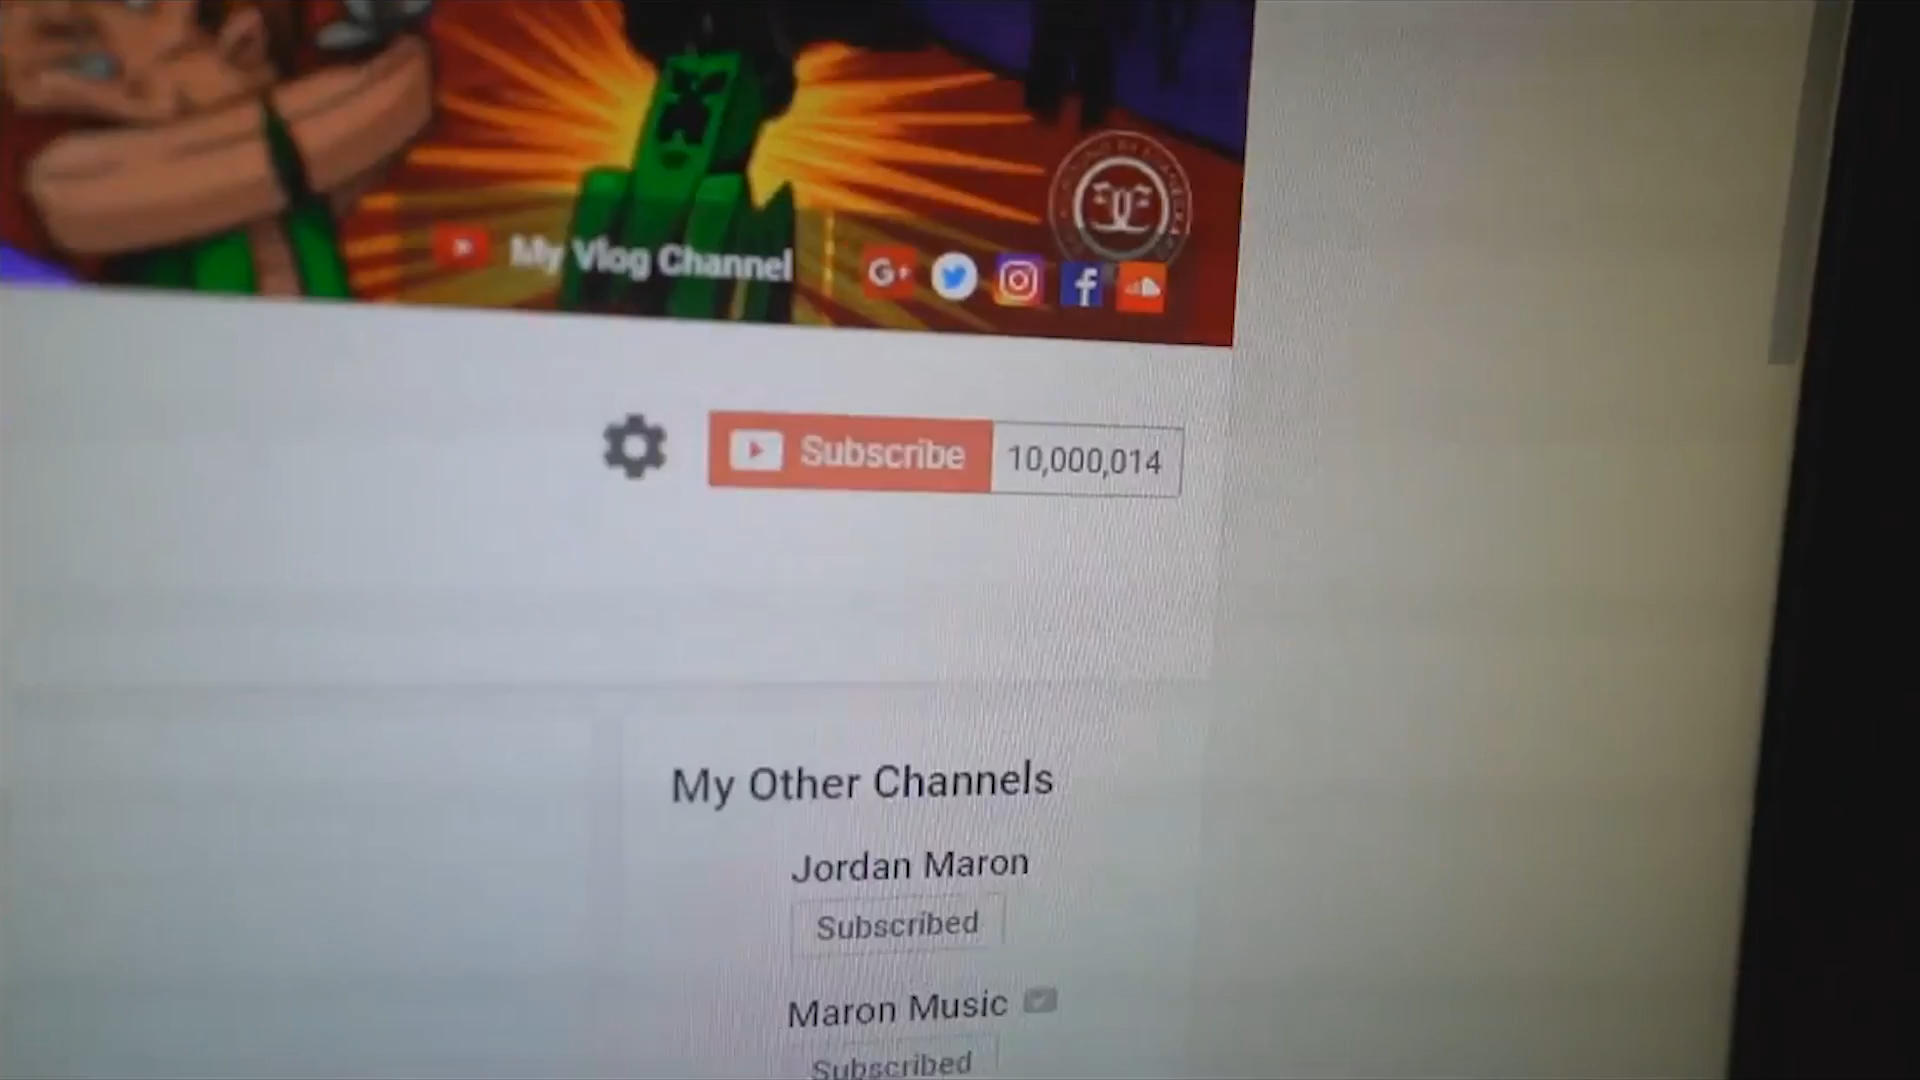 My Vlog Channel
G+
f
Subscribe 10,000,014
My Other Channels
Jordan Maron
Subscribed
Maron Music
Subscribed